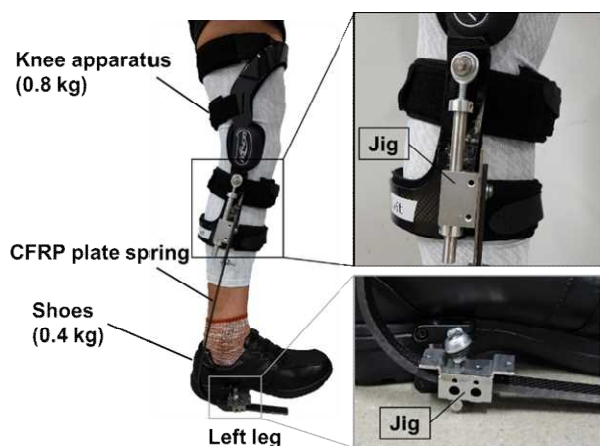 Knee apparatus
(0.8 kg)
Jig
CFRP plate spring
Shoes
(0.4 kg)
Jig
Left leg